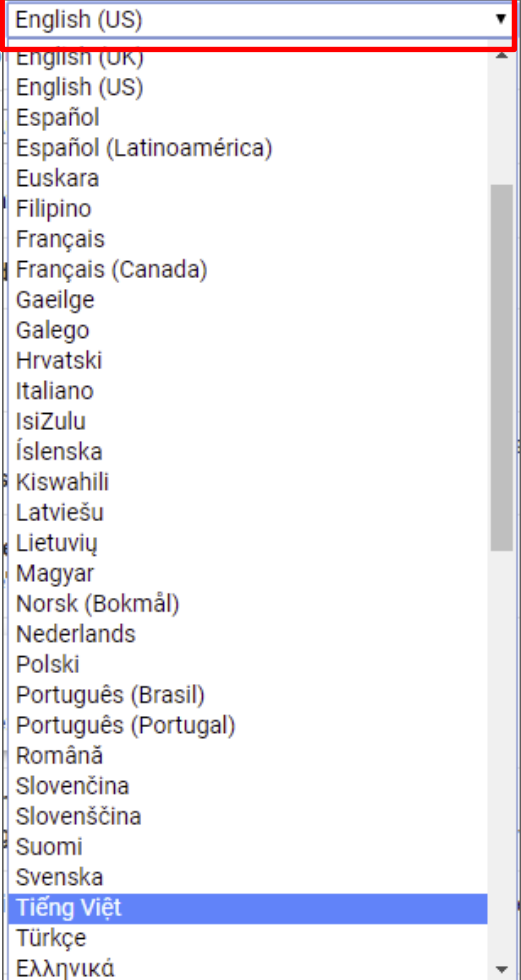 English (US)
English (UK)
English (US)
Español
Español (Latinoamérica)
Euskara
Filipino
Français
Français (Canada)
Gaeilge
Galego
Hrvatski
Italiano
IsiZulu
Íslenska
Kiswahili
Latviešu
Lietuvių
Magyar
Norsk (Bokmål)
Nederlands
Polski
Português (Brasil)
Português (Portugal)
Română
Slovenčina
Slovenščina
Suomi
Svenska
Tiếng Việt
Türkçe
Ελληνικά